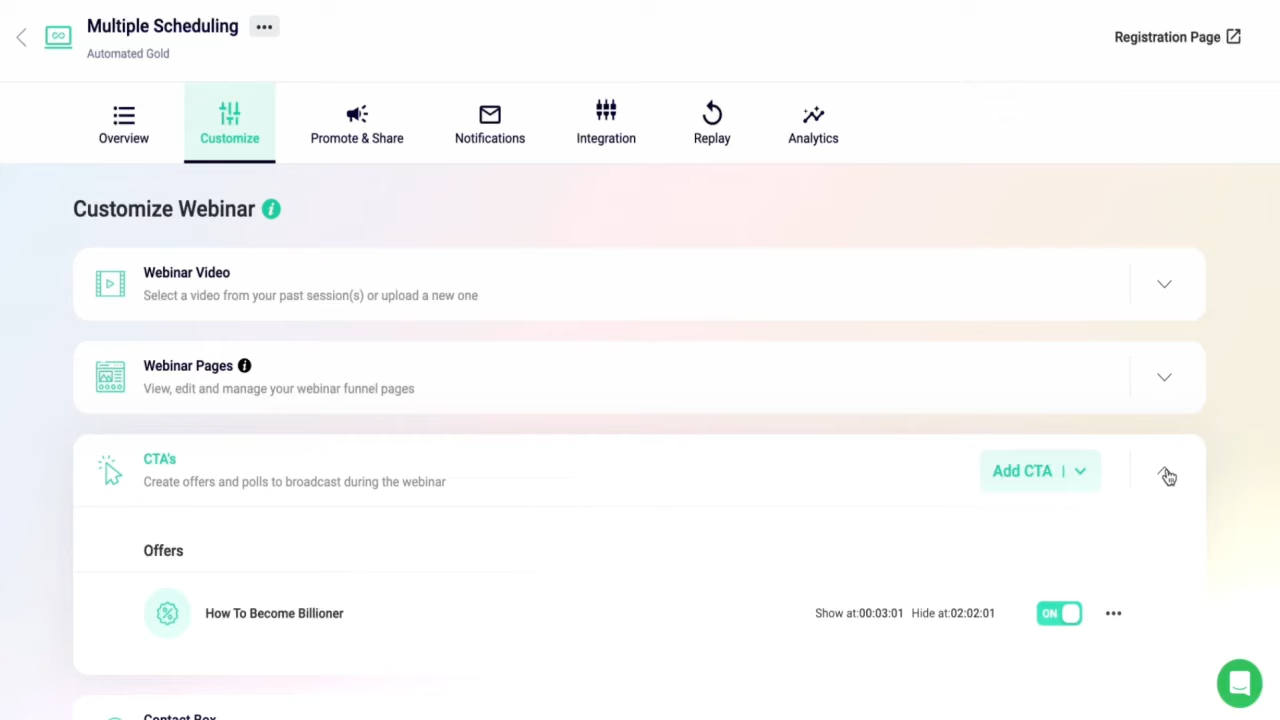 Multiple Scheduling
Automated Gold
Registration Page
Overview
Customize
Promote & Share
Notifications
Integration
Replay
Analytics
Customize Webinar
Webinar Video
Select a video from your past session(s) or upload a new one
Webinar Pages
View, edit and manage your webinar funnel pages
CTA's
Create offers and polls to broadcast during the webinar
Add CTA
Offers
How To Become Billioner
Show at:00:03:01 Hide at:02:02:01
ON
Contact Box